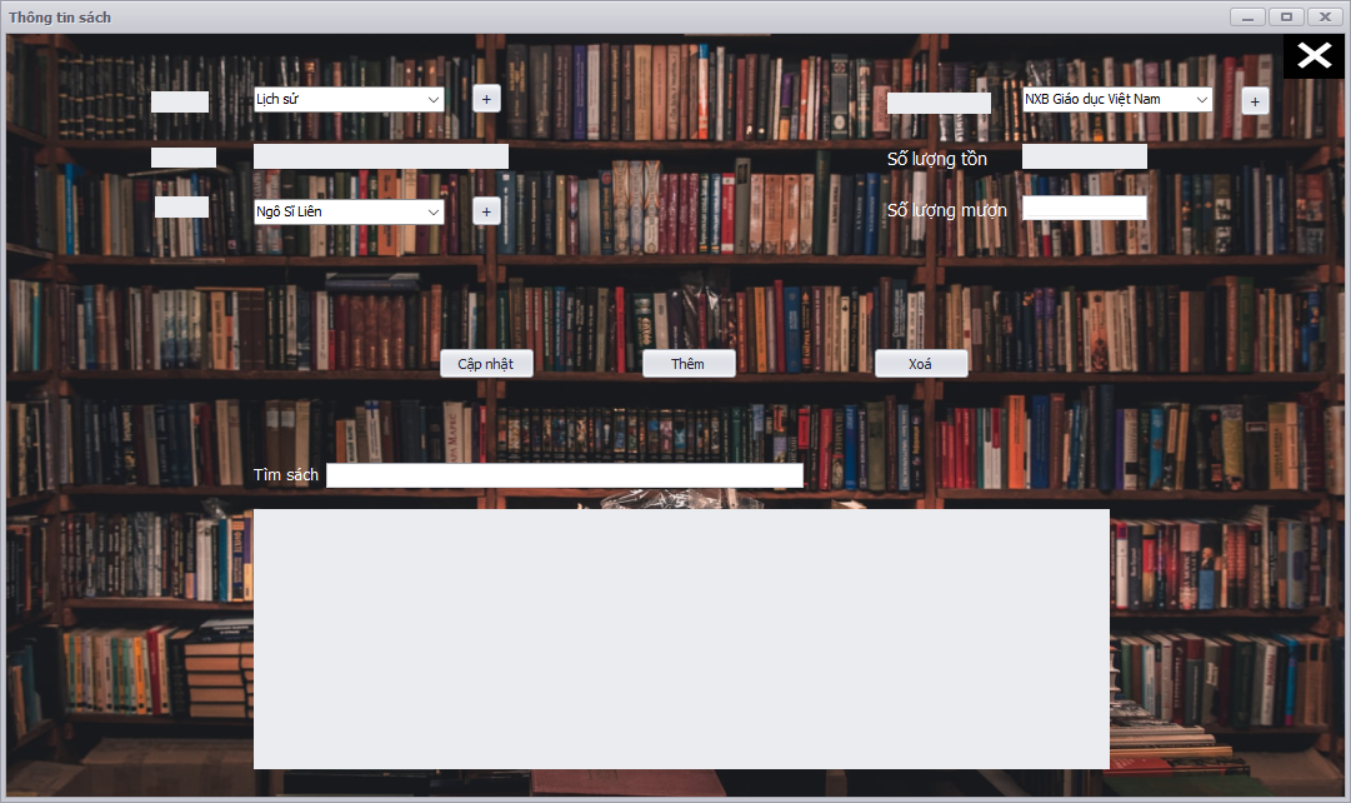 Thông tin sách
Lịch sử
+
NXB Giáo dục Việt Nam
+
Số lượng tồn
Ngô Sĩ Liên
+
Số lượng mượn
Cập nhật
Thêm
Xoá
Tìm sách